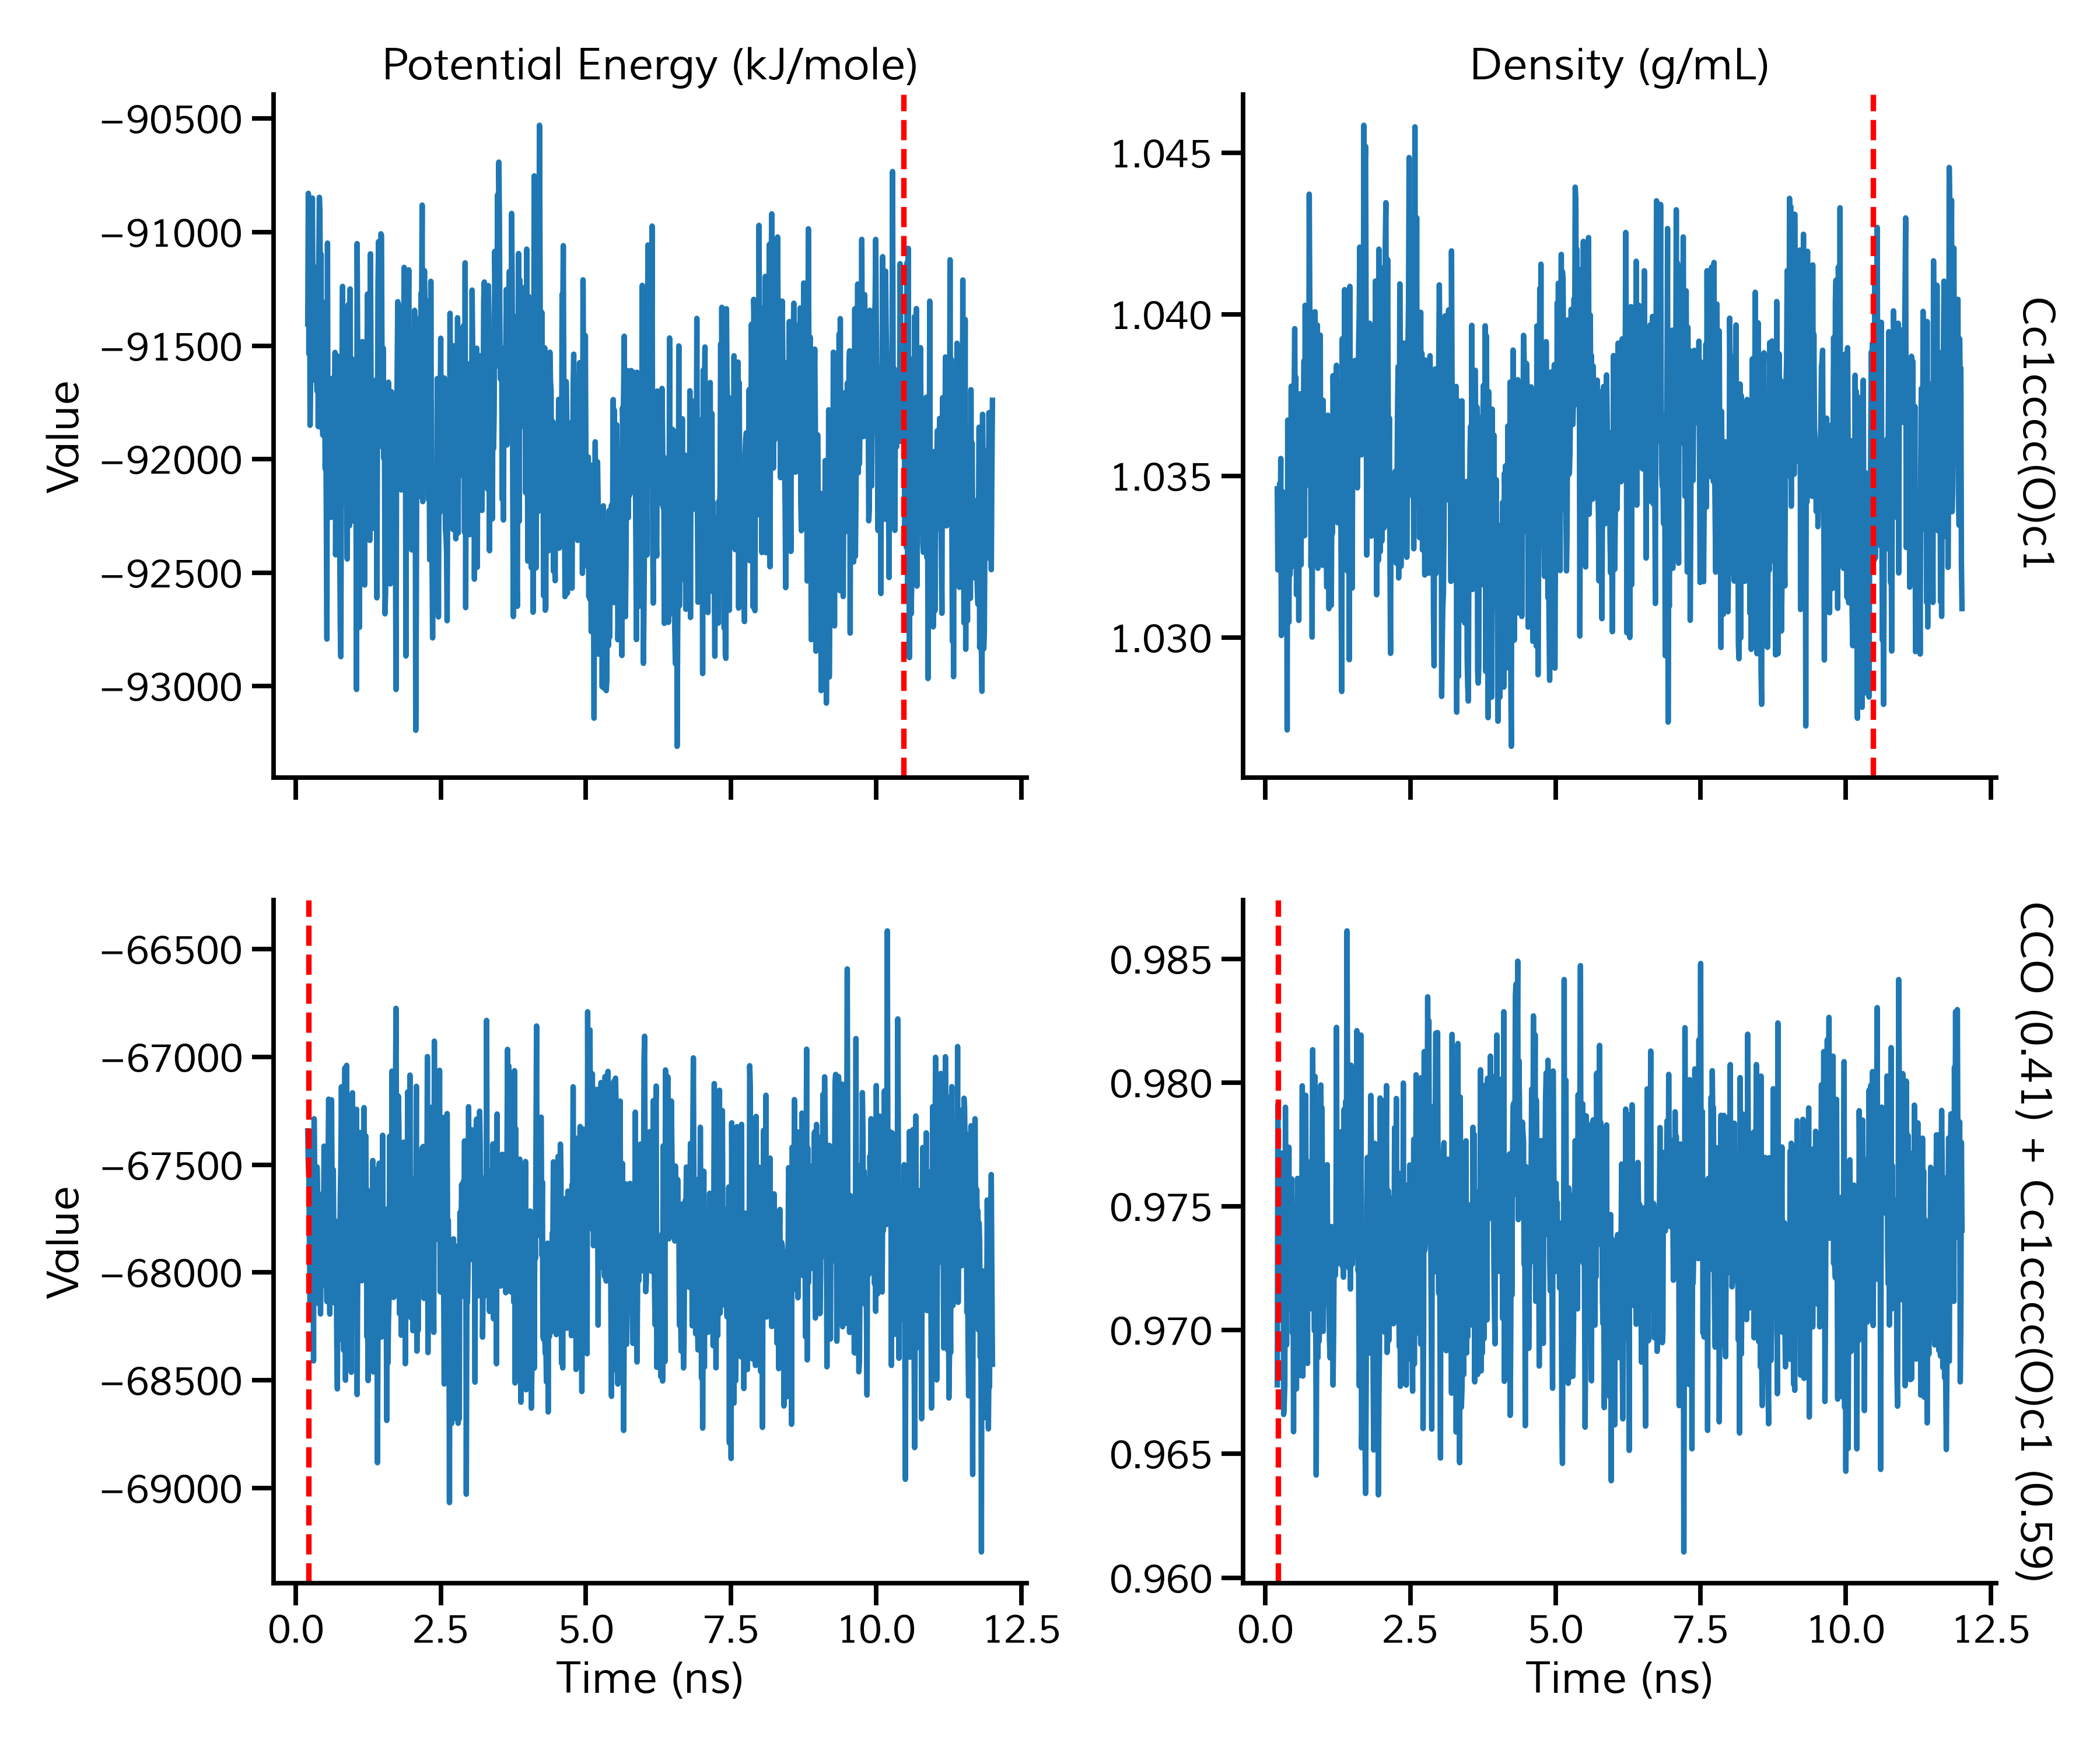 Potential Energy (kJ/mole)
Density (g/mL)
−90500
−91000
−91500
−92000
−92500
−93000
Value
1.045
1.040
1.035
1.030
Cc1cccc(O)c1
−66500
−67000
−67500
−68000
−68500
−69000
Value
0.0 2.5 5.0 7.5 10.0 12.5
Time (ns)
0.985
0.980
0.975
0.970
0.965
0.960
0.0 2.5 5.0 7.5 10.0 12.5
Time (ns)
CCO (0.41) + Cc1cccc(O)c1 (0.59)